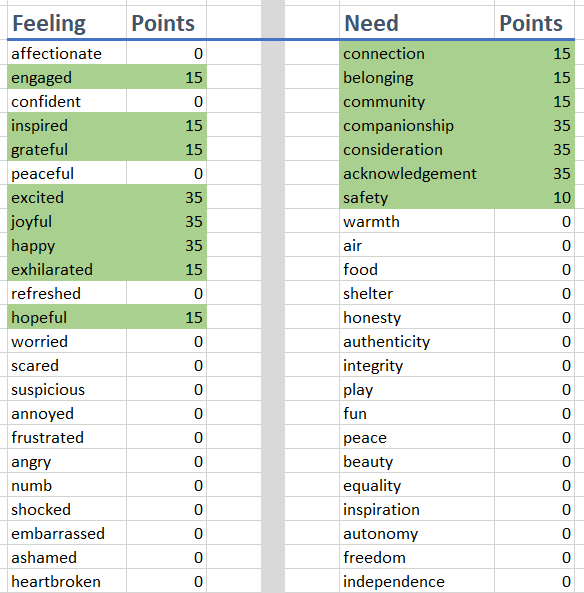 Feeling Points Need Points
affectionate 0 connection 15
engaged 15 belonging 15
confident 0 community 15
inspired 15 companionship 35
grateful 15 consideration 35
peaceful 0 acknowledgement 35
excited 35 safety 10
joyful 35 warmth 0
happy 35 air 0
exhilarated 15 food 0
refreshed 0 shelter 0
hopeful 15 honesty 0
worried 0 authenticity 0
scared 0 integrity 0
suspicious 0 play 0
annoyed 0 fun 0
frustrated 0 peace 0
angry 0 beauty 0
numb 0 equality 0
shocked 0 inspiration 0
embarrassed 0 autonomy 0
ashamed 0 freedom 0
heartbroken 0 independence 0